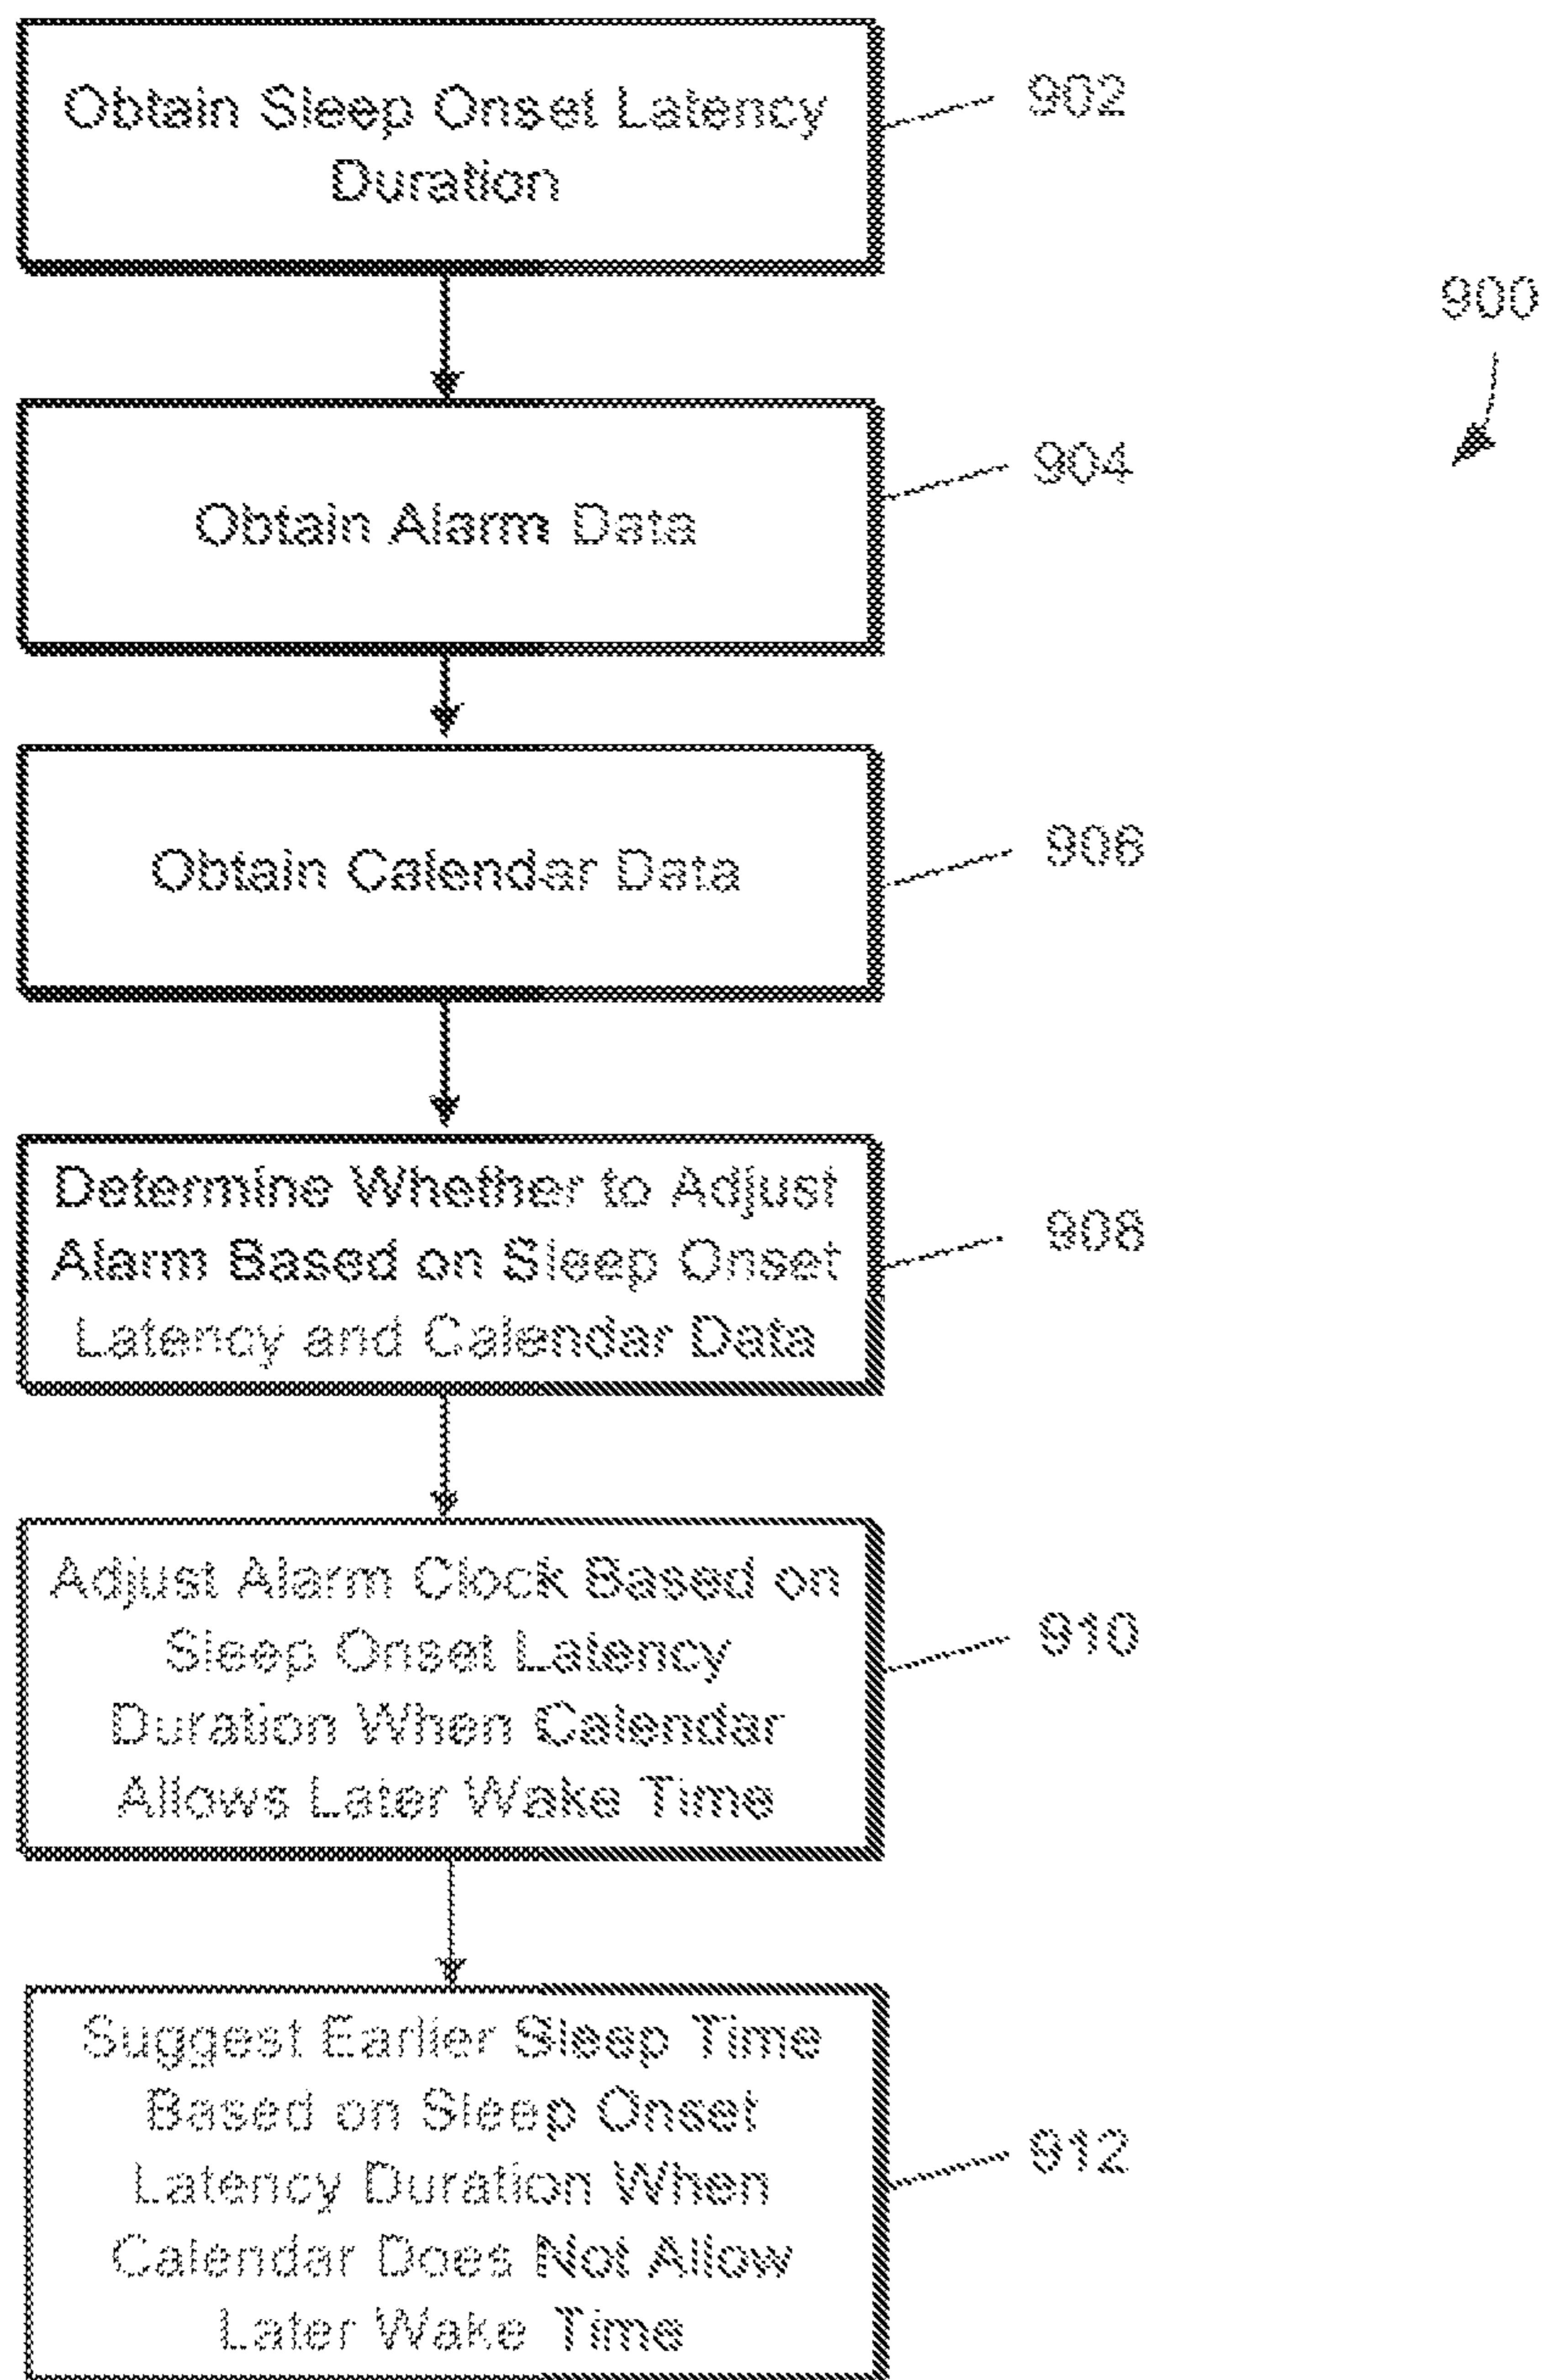 Obtain Sleep Onset Latency
Duration
902
900
Obtain Alarm Data
904
Obtain Calendar Data
906
Determine Whether to Adjust
Alarm Based on Sleep Onset
Latency and Calendar Data
908
Adjust Alarm Clock Based on
Sleep Onset Latency
Duration When Calendar
Allows Later Wake Time
910
Suggest Earlier Sleep Time
Based on Sleep Onset
Latency Duration When
Calendar Does Not Allow
Later Wake Time
912